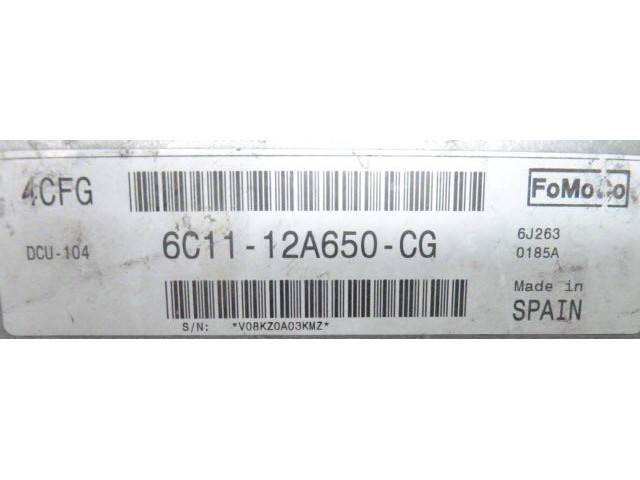 4CFG
FoMoCo
DCU-104
6C11-12A650-CG
6J263
0185A
Made in
SPAIN
S/N: *V08KZ0A03KMZ*